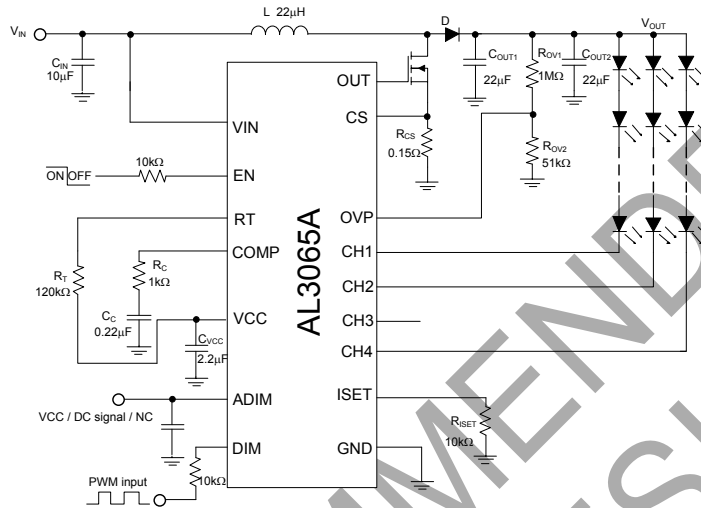 L 22μH
D
VIN
VOUT
CIN
10μF
COUT1
22μF
ROV1
1MΩ
COUT2
22μF
OUT
CS
RCS
0.15Ω
ROV2
51kΩ
VIN
ON OFF
10kΩ
EN
RT
OVP
COMP
CH1
RT
120kΩ
RC
1kΩ
CC
0.22μF
AL3065A
CH2
VCC
CH3
CVCC
2.2μF
CH4
ADIM
ISET
VCC / DC signal / NC
RISET
10kΩ
DIM
GND
10kΩ
PWM input